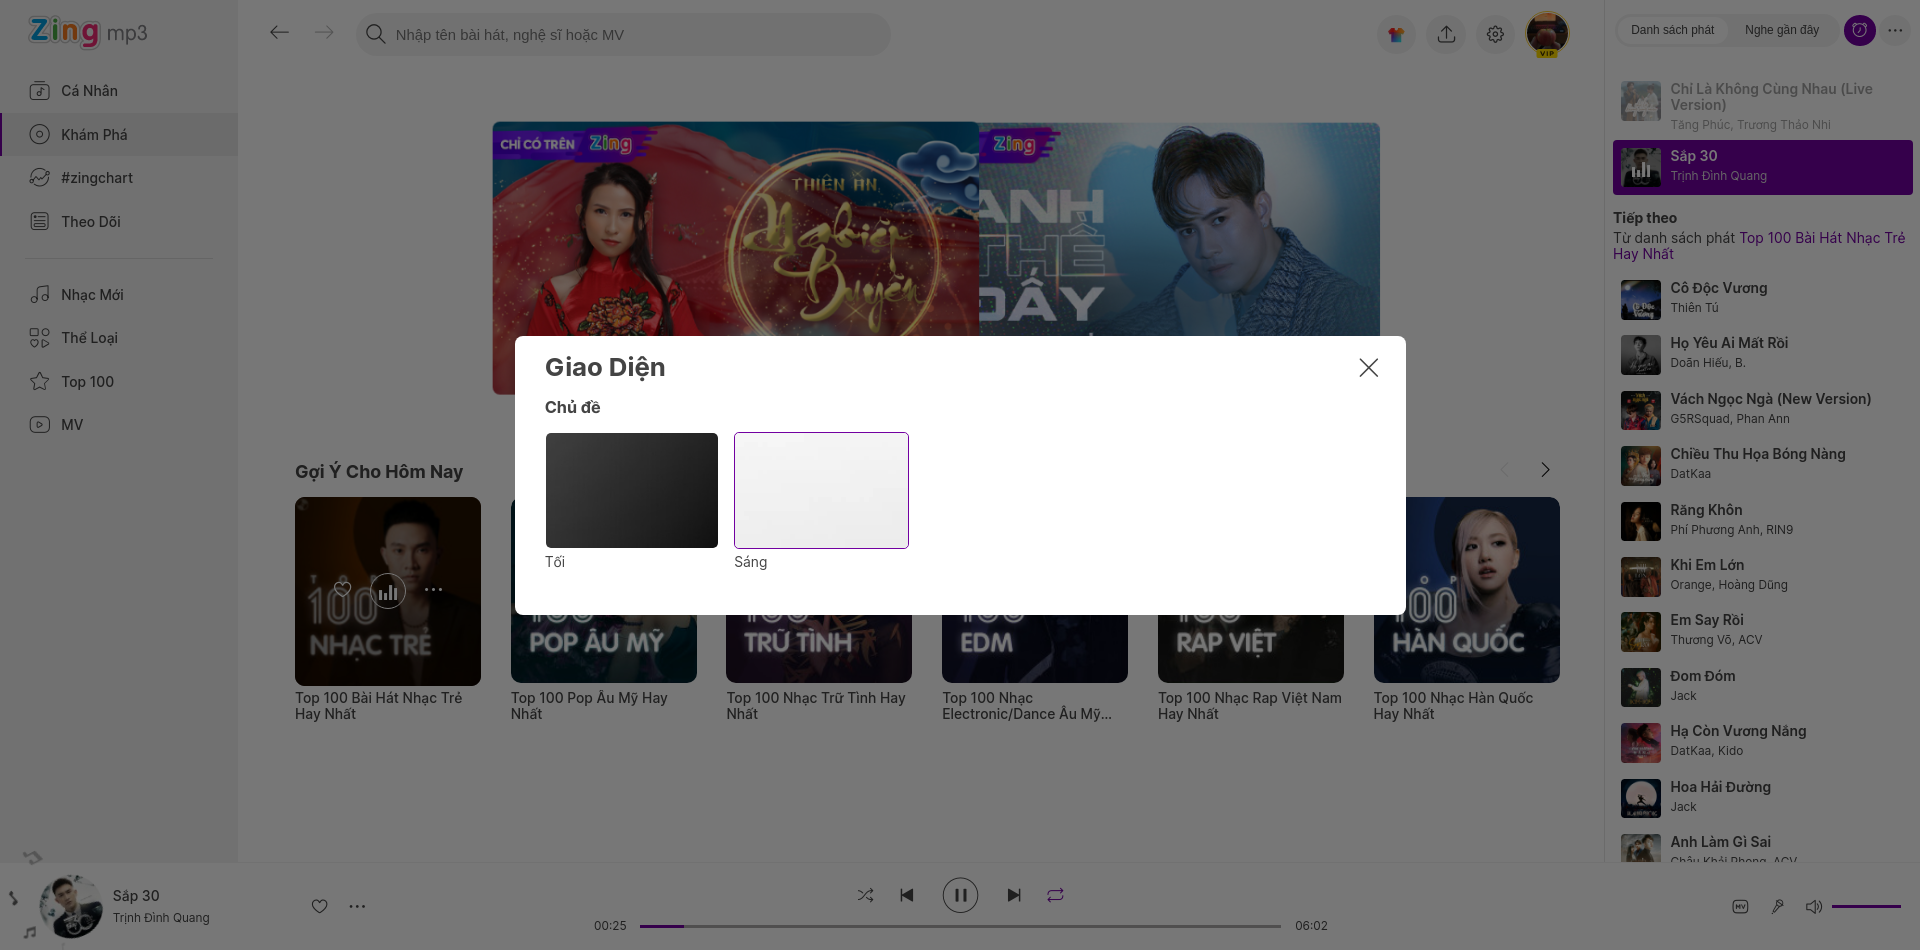 Zing mp3
Cá Nhân
Khám Phá
#zingchart
Theo Dõi
Nhạc Mới
Thể Loại
Top 100
MV
Nhập tên bài hát, nghệ sĩ hoặc MV
VIP
CHỈ CÓ TRÊN Zing
THIÊN ÂN
Nghiệp
Duyên
Zing
ANH
THẾ
ĐẤY
Giao Diện
Chủ đề
Tối
Sáng
Gợi Ý Cho Hôm Nay
TOP
100
NHẠC TRẺ
Top 100 Bài Hát Nhạc Trẻ
Hay Nhất
100
POP ÂU MỸ
Top 100 Pop Âu Mỹ Hay
Nhất
100
TRỮ TÌNH
Top 100 Nhạc Trữ Tình Hay
Nhất
100
EDM
Top 100 Nhạc
Electronic/Dance Âu Mỹ...
100
RAP VIỆT
Top 100 Nhạc Rap Việt Nam
Hay Nhất
100
HÀN QUỐC
Top 100 Nhạc Hàn Quốc
Hay Nhất
Danh sách phát
Nghe gần đây
Chỉ Là Không Cùng Nhau (Live
Version)
Tăng Phúc, Trương Thảo Nhi
Sắp 30
Trịnh Đình Quang
Tiếp theo
Từ danh sách phát Top 100 Bài Hát Nhạc Trẻ
Hay Nhất
Cô Độc Vương
Thiên Tú
Họ Yêu Ai Mất Rồi
Doãn Hiếu, B.
Vách Ngọc Ngà (New Version)
G5RSquad, Phan Ann
Chiều Thu Họa Bóng Nàng
DatKaa
Răng Khôn
Phí Phương Anh, RIN9
Khi Em Lớn
Orange, Hoàng Dũng
Em Say Rồi
Thương Võ, ACV
Đom Đóm
Jack
Hạ Còn Vương Nắng
DatKaa, Kido
Hoa Hải Đường
Jack
Anh Làm Gì Sai
Châu Khải Phong, ACV
Sắp 30
Trịnh Đình Quang
00:25
06:02
MV